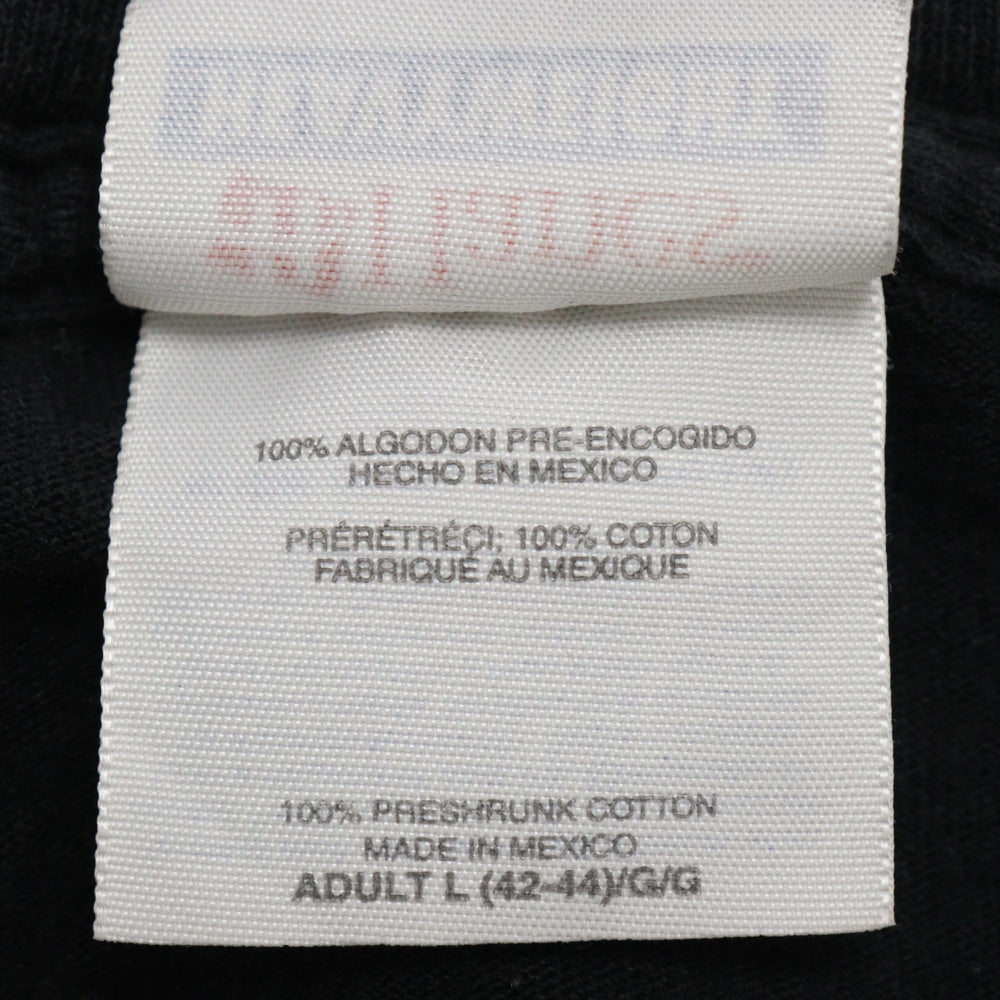 100% ALGODON PRE-ENCOGIDO
HECHO EN MEXICO
PRÉRÉTRÉÇI; 100% COTON
FABRIQUÉ AU MEXIQUE
100% PRESHRUNK COTTON
MADE IN MEXICO
ADULT L (42-44)/G/G